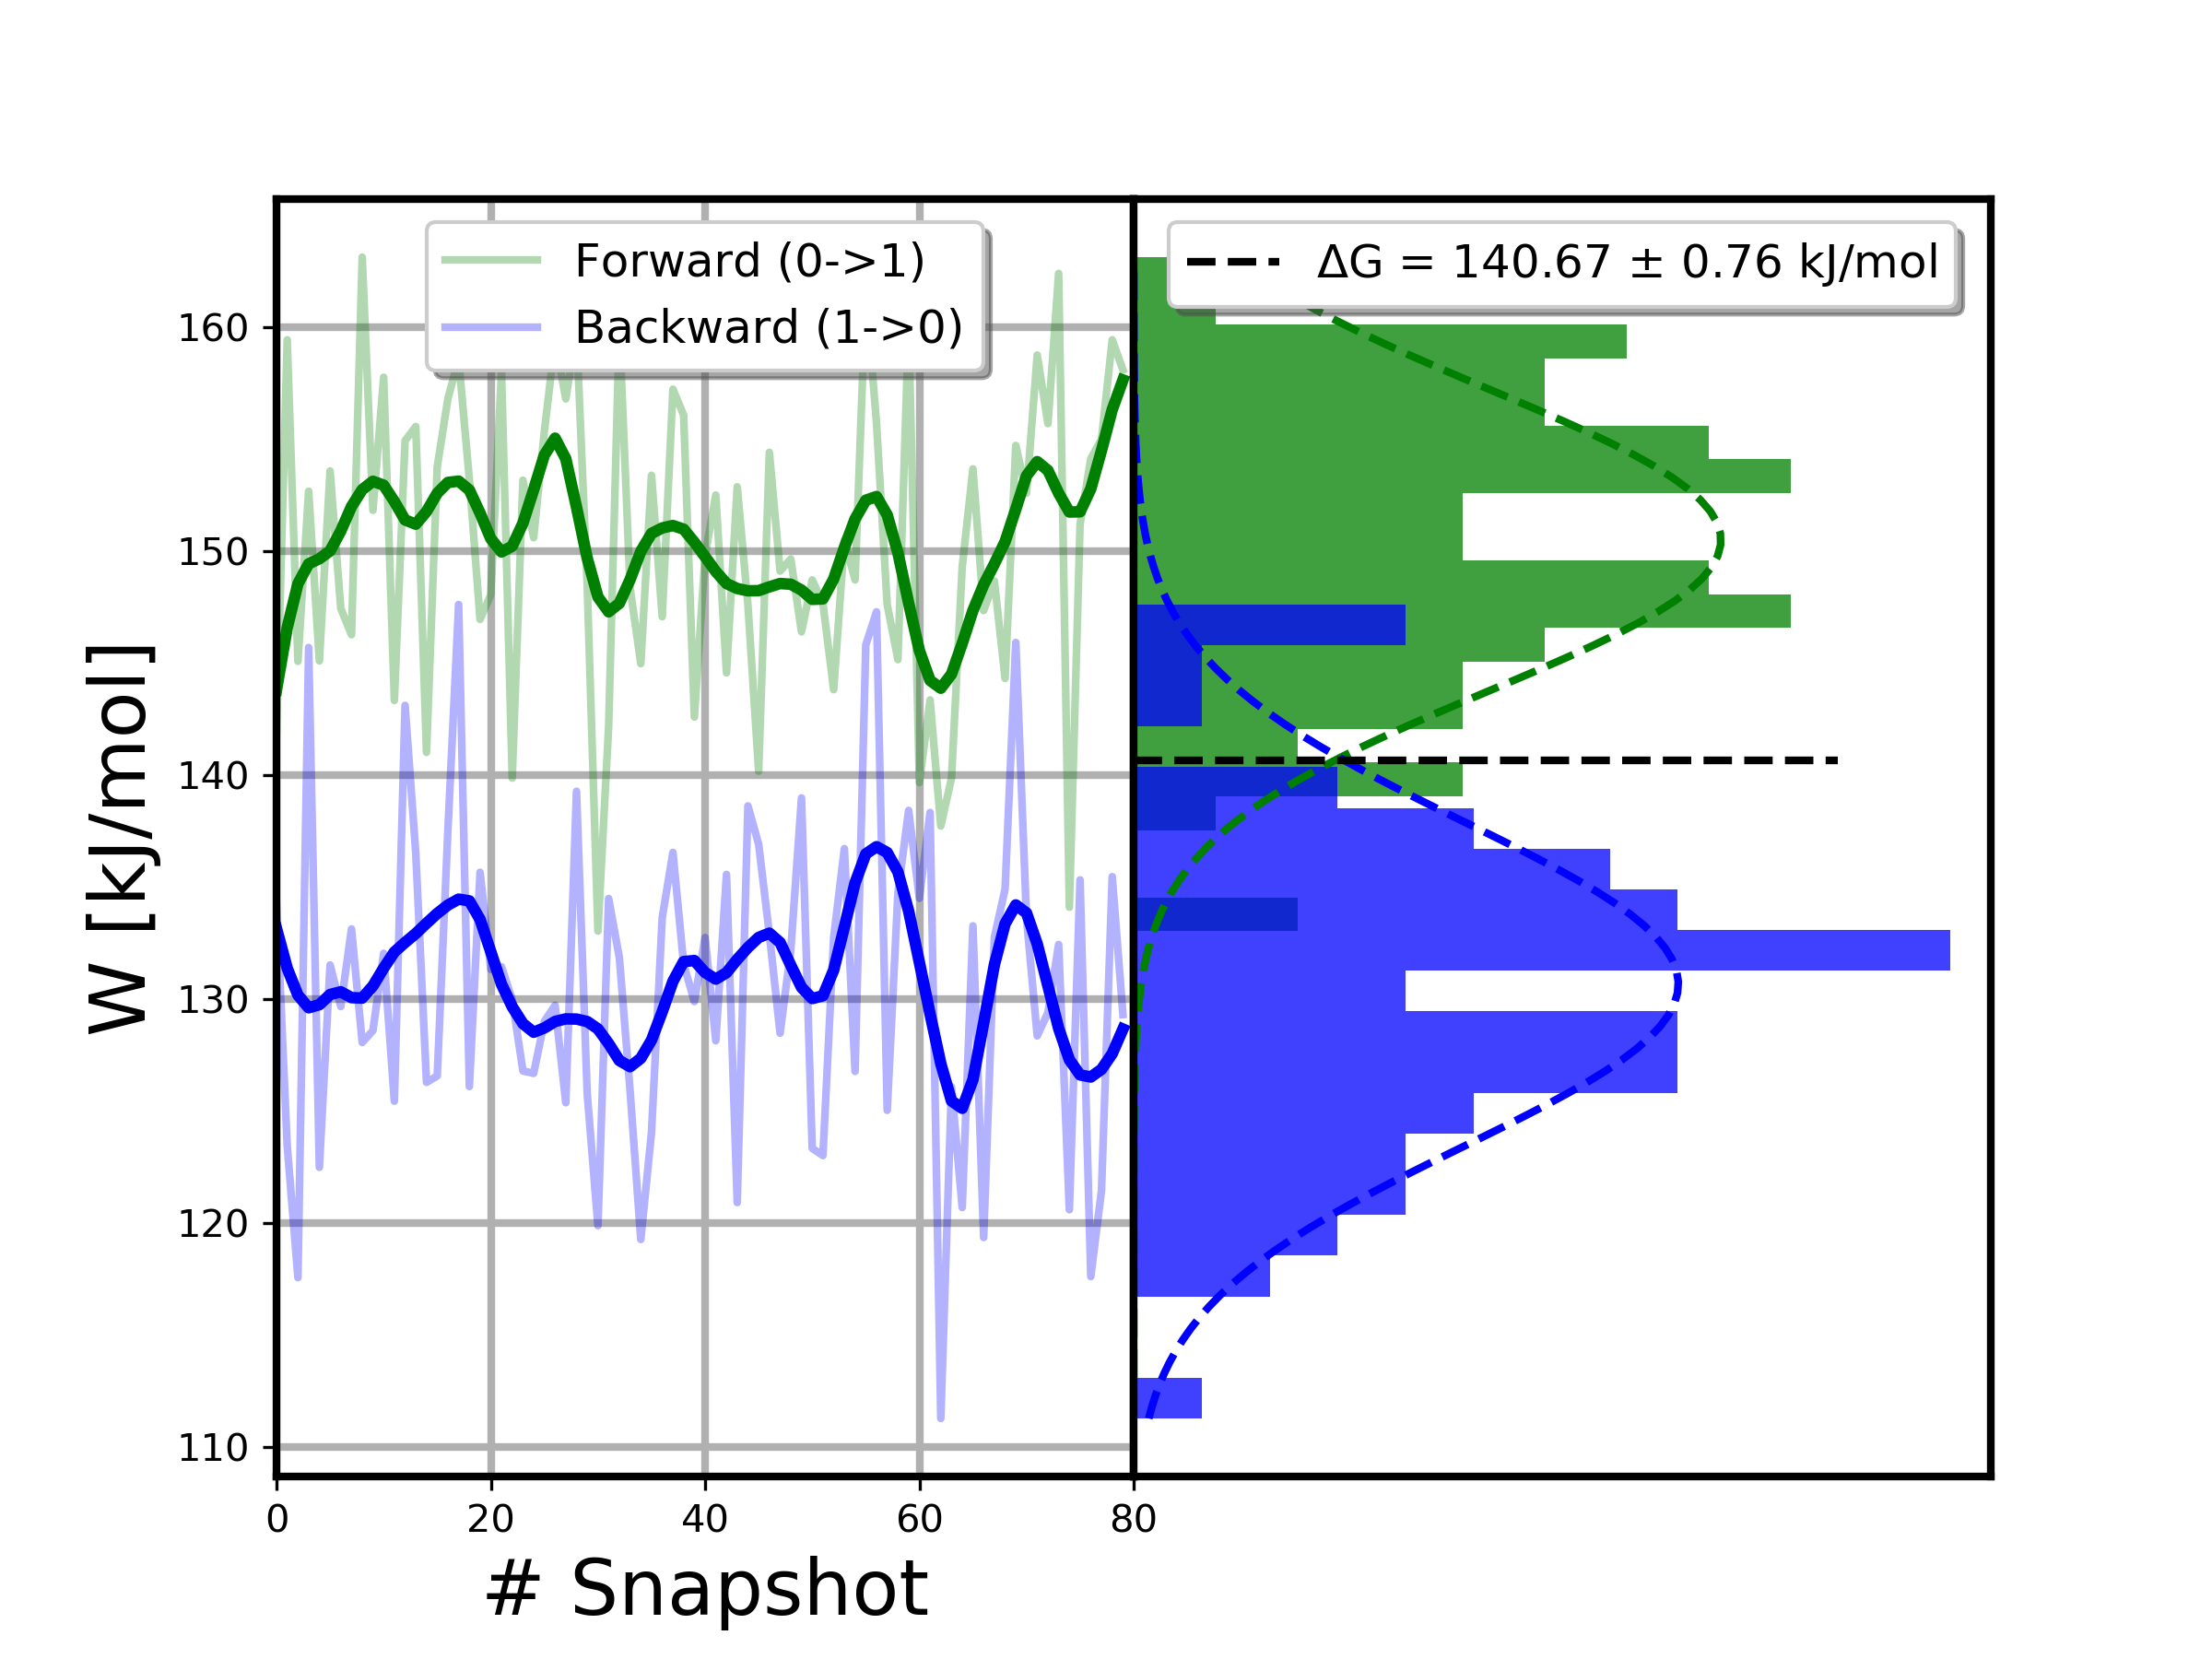 Forward (0->1)
Backward (1->0)
ΔG = 140.67 ± 0.76 kJ/mol
160
150
140
130
120
110
W [kJ/mol]
0 20 40 60 80
# Snapshot